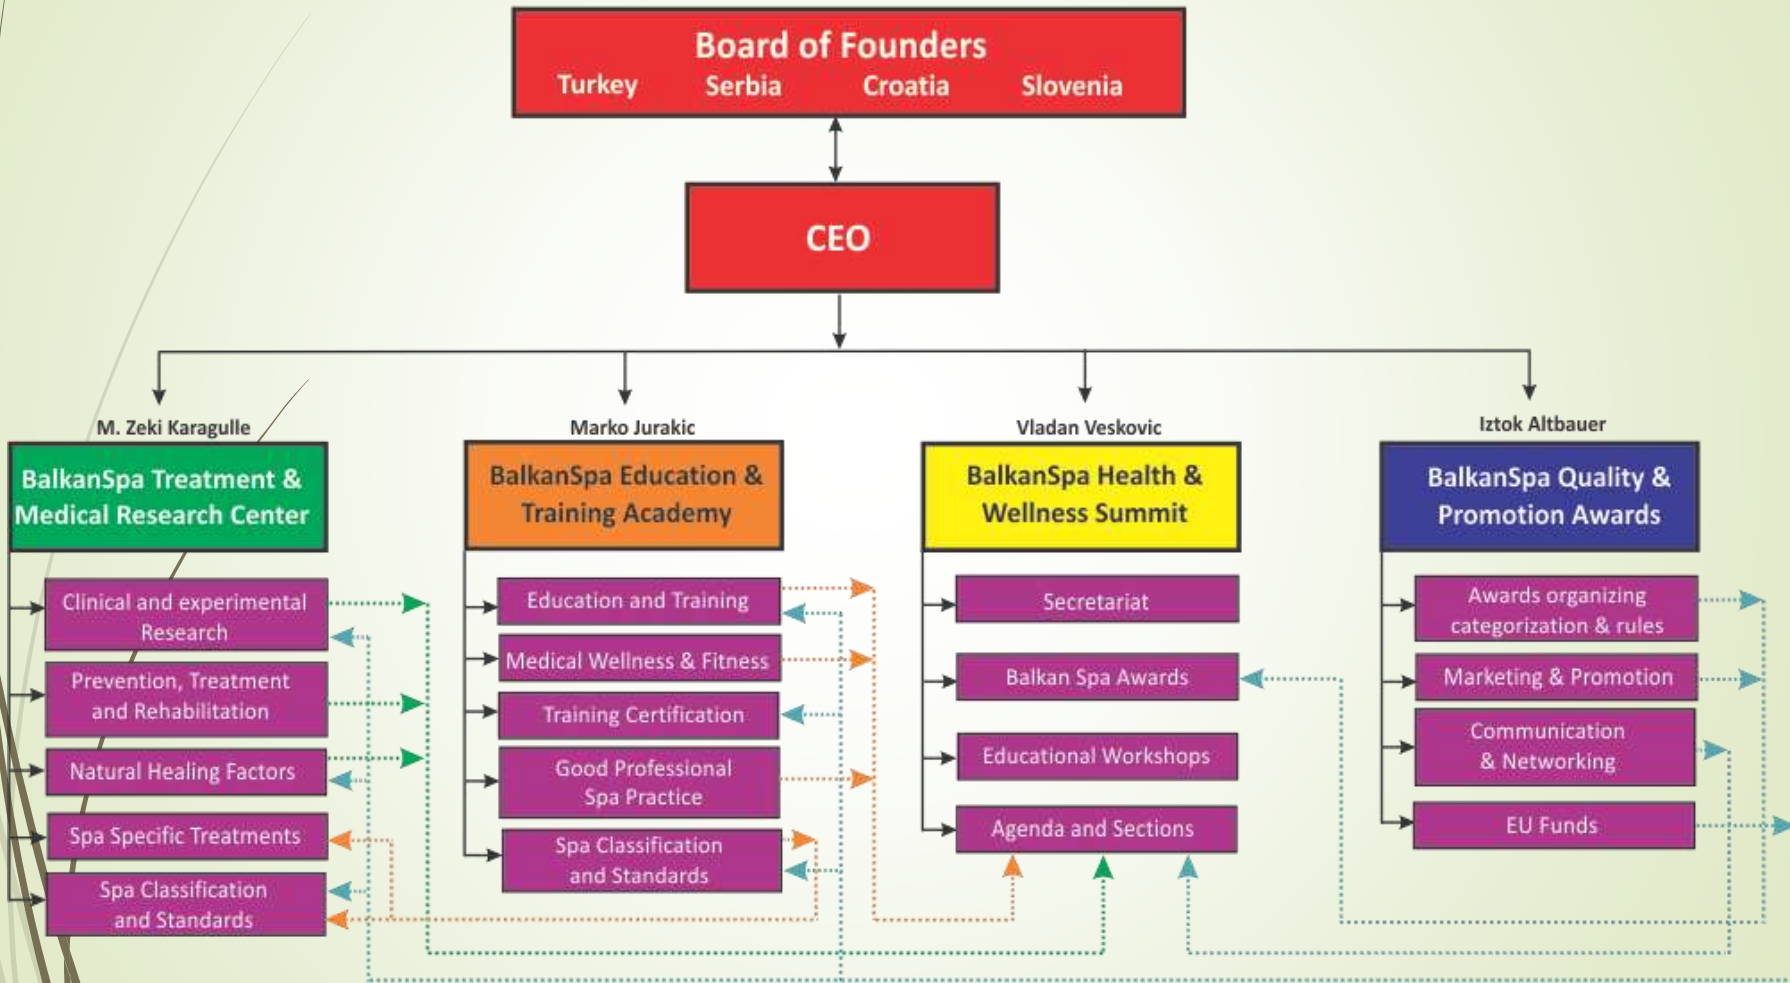 Board of Founders
Turkey Serbia Croatia Slovenia
CEO
M. Zeki Karagulle
BalkanSpa Treatment &
Medical Research Center
Clinical and experimental
Research
Prevention, Treatment
and Rehabilitation
Natural Healing Factors
Spa Specific Treatments
Spa Classification
and Standards
Marko Jurakic
BalkanSpa Education &
Training Academy
Education and Training
Medical Wellness & Fitness
Training Certification
Good Professional
Spa Practice
Spa Classification
and Standards
Vladan Veskovic
BalkanSpa Health &
Wellness Summit
Secretariat
Balkan Spa Awards
Educational Workshops
Agenda and Sections
Iztok Altbauer
BalkanSpa Quality &
Promotion Awards
Awards organizing
categorization & rules
Marketing & Promotion
Communication
& Networking
EU Funds